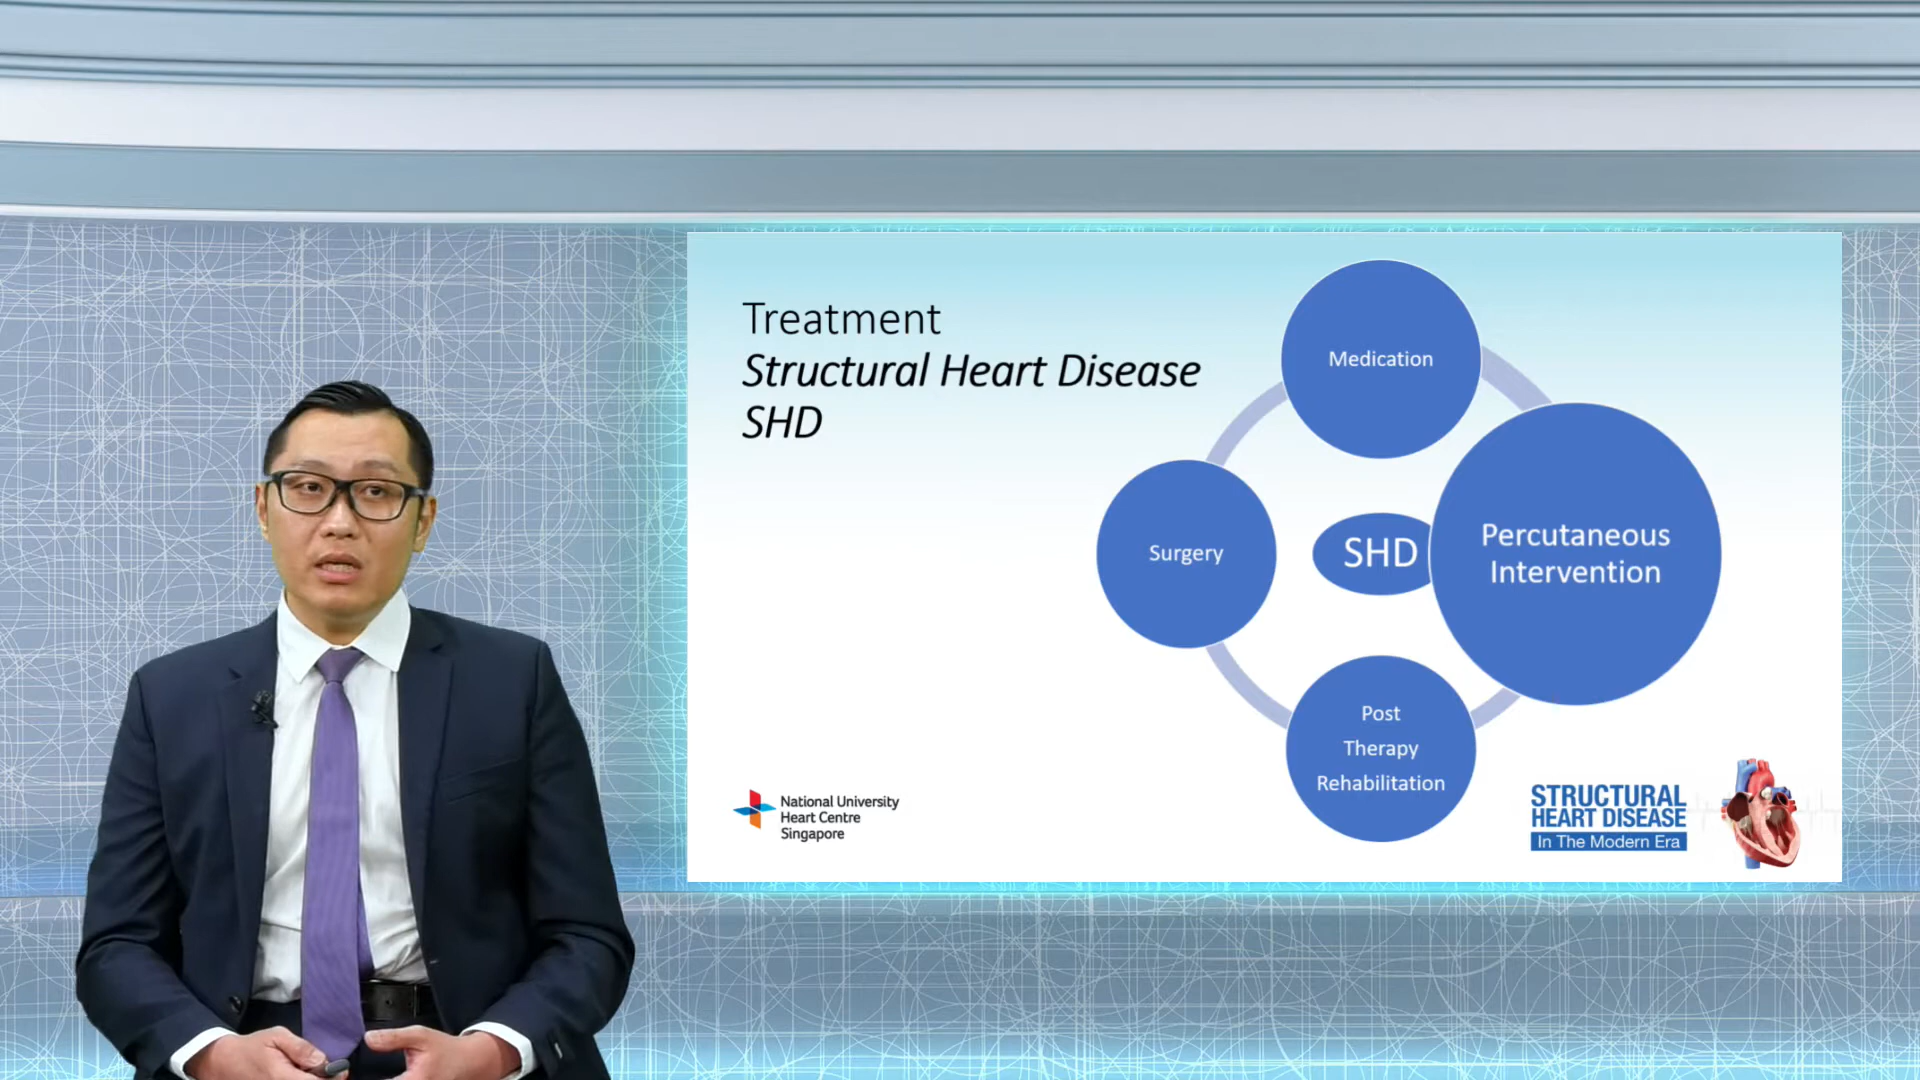 Treatment
Structural Heart Disease
SHD
Medication
Surgery
SHD
Percutaneous
Intervention
Post
Therapy
Rehabilitation
National University
Heart Centre
Singapore
STRUCTURAL
HEART DISEASE
In The Modern Era